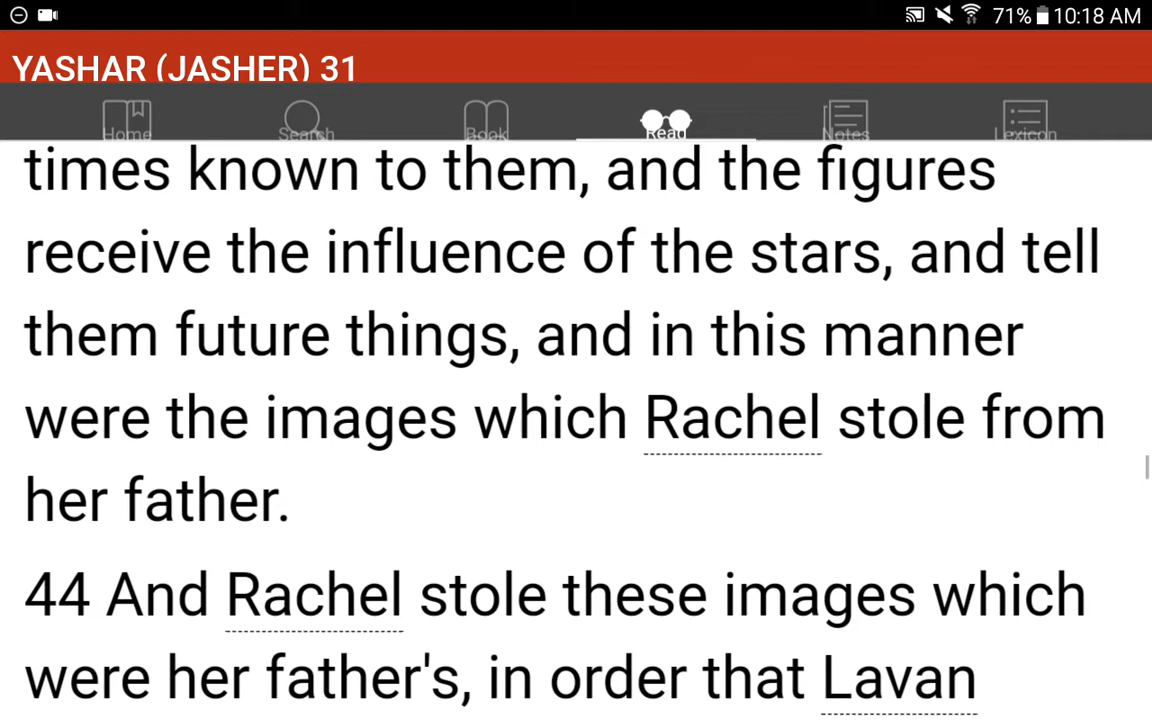 71% 10:18 AM
YASHAR (JASHER) 31
Home Search Book Read Notes Lexicon
times known to them, and the figures
receive the influence of the stars, and tell
them future things, and in this manner
were the images which Rachel stole from
her father.
44 And Rachel stole these images which
were her father's, in order that Lavan